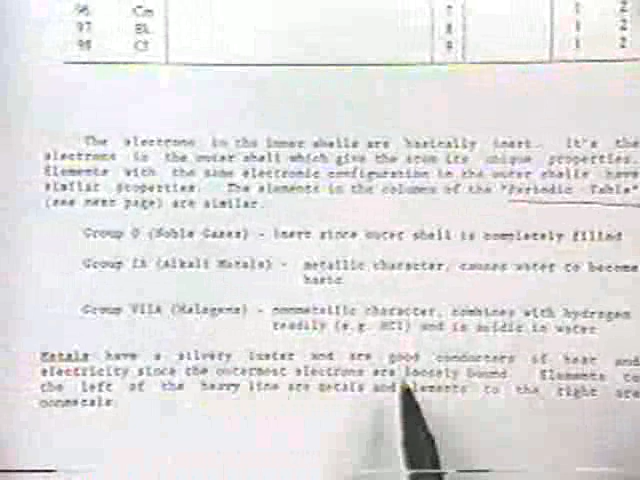 96 Cm 7 1 2
97 Bk 8 1 2
98 Cf 9 1 2
The electrons in the inner shells are basically inert. It's the
electrons in the outer shell which give the atom its unique properties.
Elements with the same electronic configuration in the outer shells have
similar properties. The elements in the columns of the "Periodic Table"
(see next page) are similar.
Group O (Noble Gases) - inert since outer shell is completely filled
Group IA (Alkali Metals) - metallic character, causes water to become
basic
Group VIIA (Halogens) - nonmetallic character, combines with hydrogen
readily (e.g. HCl) and is acidic in water
Metals have a silvery luster and are good conductors of heat and
electricity since the outermost electrons are loosely bound. Elements to
the left of the heavy line are metals and elements to the right are
nonmetals.